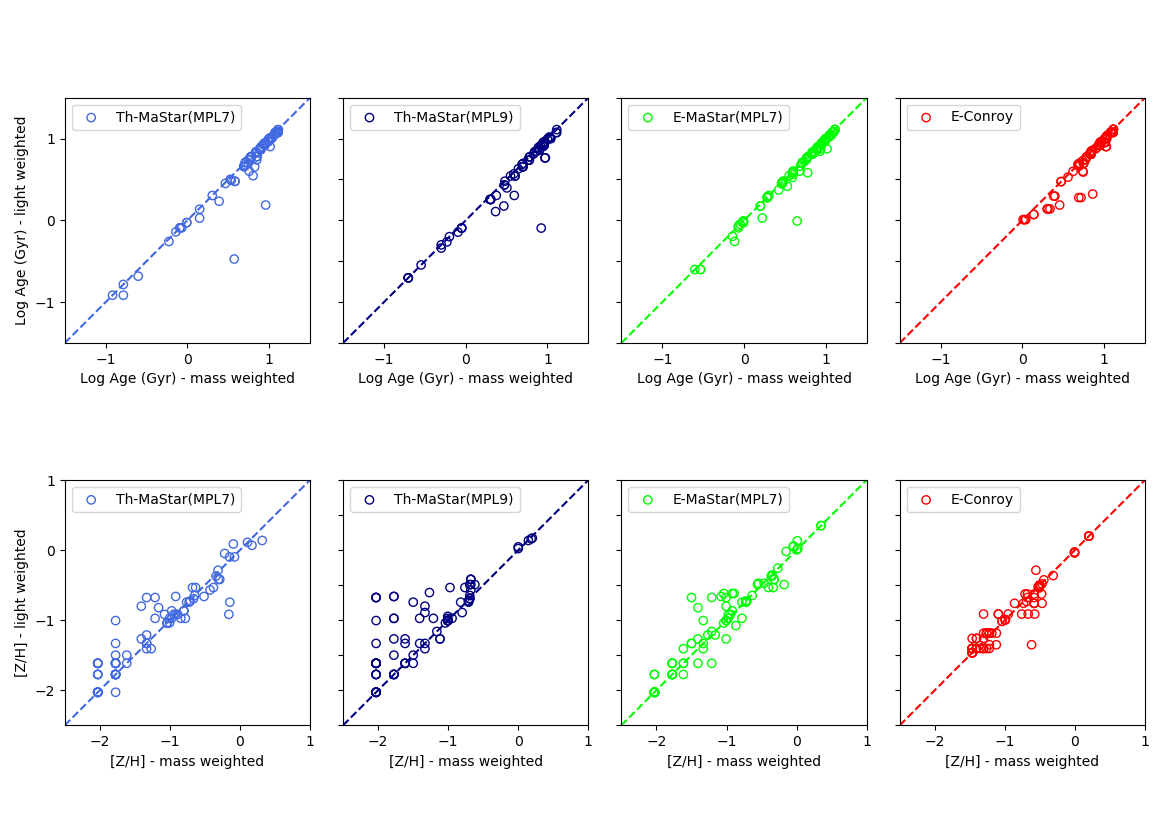 Th-MaStar(MPL7)
Th-MaStar(MPL9)
E-MaStar(MPL7)
E-Conroy
Log Age (Gyr) - light weighted
1
0
−1
−1 0 1
−1 0 1
−1 0 1
−1 0 1
Log Age (Gyr) - mass weighted
Log Age (Gyr) - mass weighted
Log Age (Gyr) - mass weighted
Log Age (Gyr) - mass weighted
Th-MaStar(MPL7)
Th-MaStar(MPL9)
E-MaStar(MPL7)
E-Conroy
[Z/H] - light weighted
1
0
−1
−2
−2 −1 0 1
−2 −1 0 1
−2 −1 0 1
−2 −1 0 1
[Z/H] - mass weighted
[Z/H] - mass weighted
[Z/H] - mass weighted
[Z/H] - mass weighted